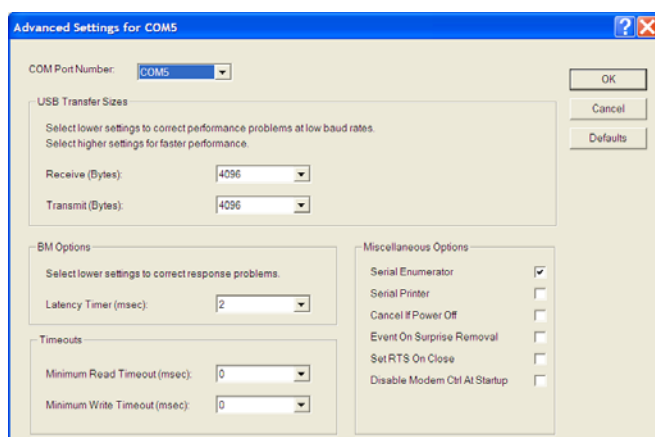 Advanced Settings for COM5
COM Port Number: COM5
OK
USB Transfer Sizes
Cancel
Select lower settings to correct performance problems at low baud rates.
Select higher settings for faster performance.
Defaults
Receive (Bytes): 4096
Transmit (Bytes): 4096
BM Options
Select lower settings to correct response problems.
Latency Timer (msec): 2
Timeouts
Minimum Read Timeout (msec): 0
Minimum Write Timeout (msec): 0
Miscellaneous Options
Serial Enumerator
Serial Printer
Cancel If Power Off
Event On Surprise Removal
Set RTS On Close
Disable Modem Ctrl At Startup